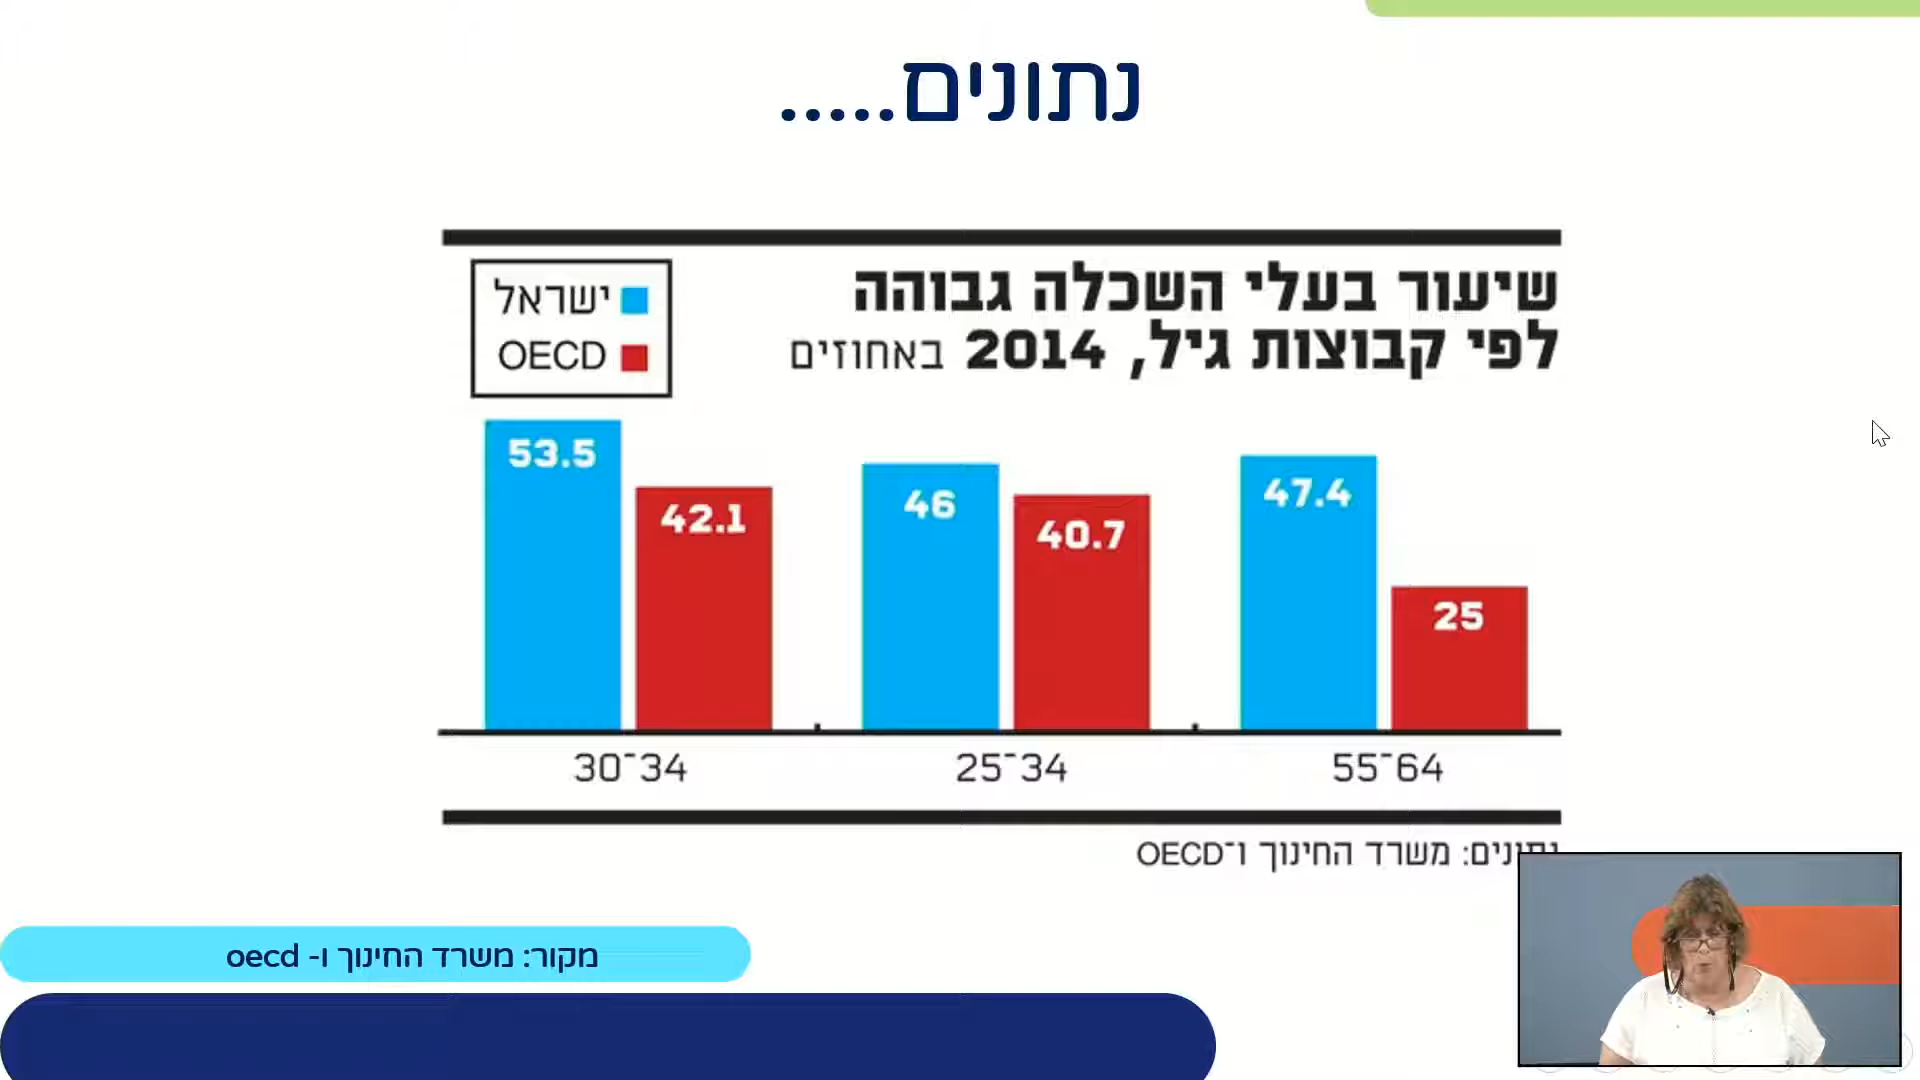 נתונים.....
שיעור בעלי השכלה גבוהה
לפי קבוצות גיל, 2014 באחוזים
ישראל
OECD
53.5
42.1
46
40.7
47.4
25
30־34
25־34
55־64
נתונים: משרד החינוך ו־OECD
מקור: משרד החינוך ו- oecd